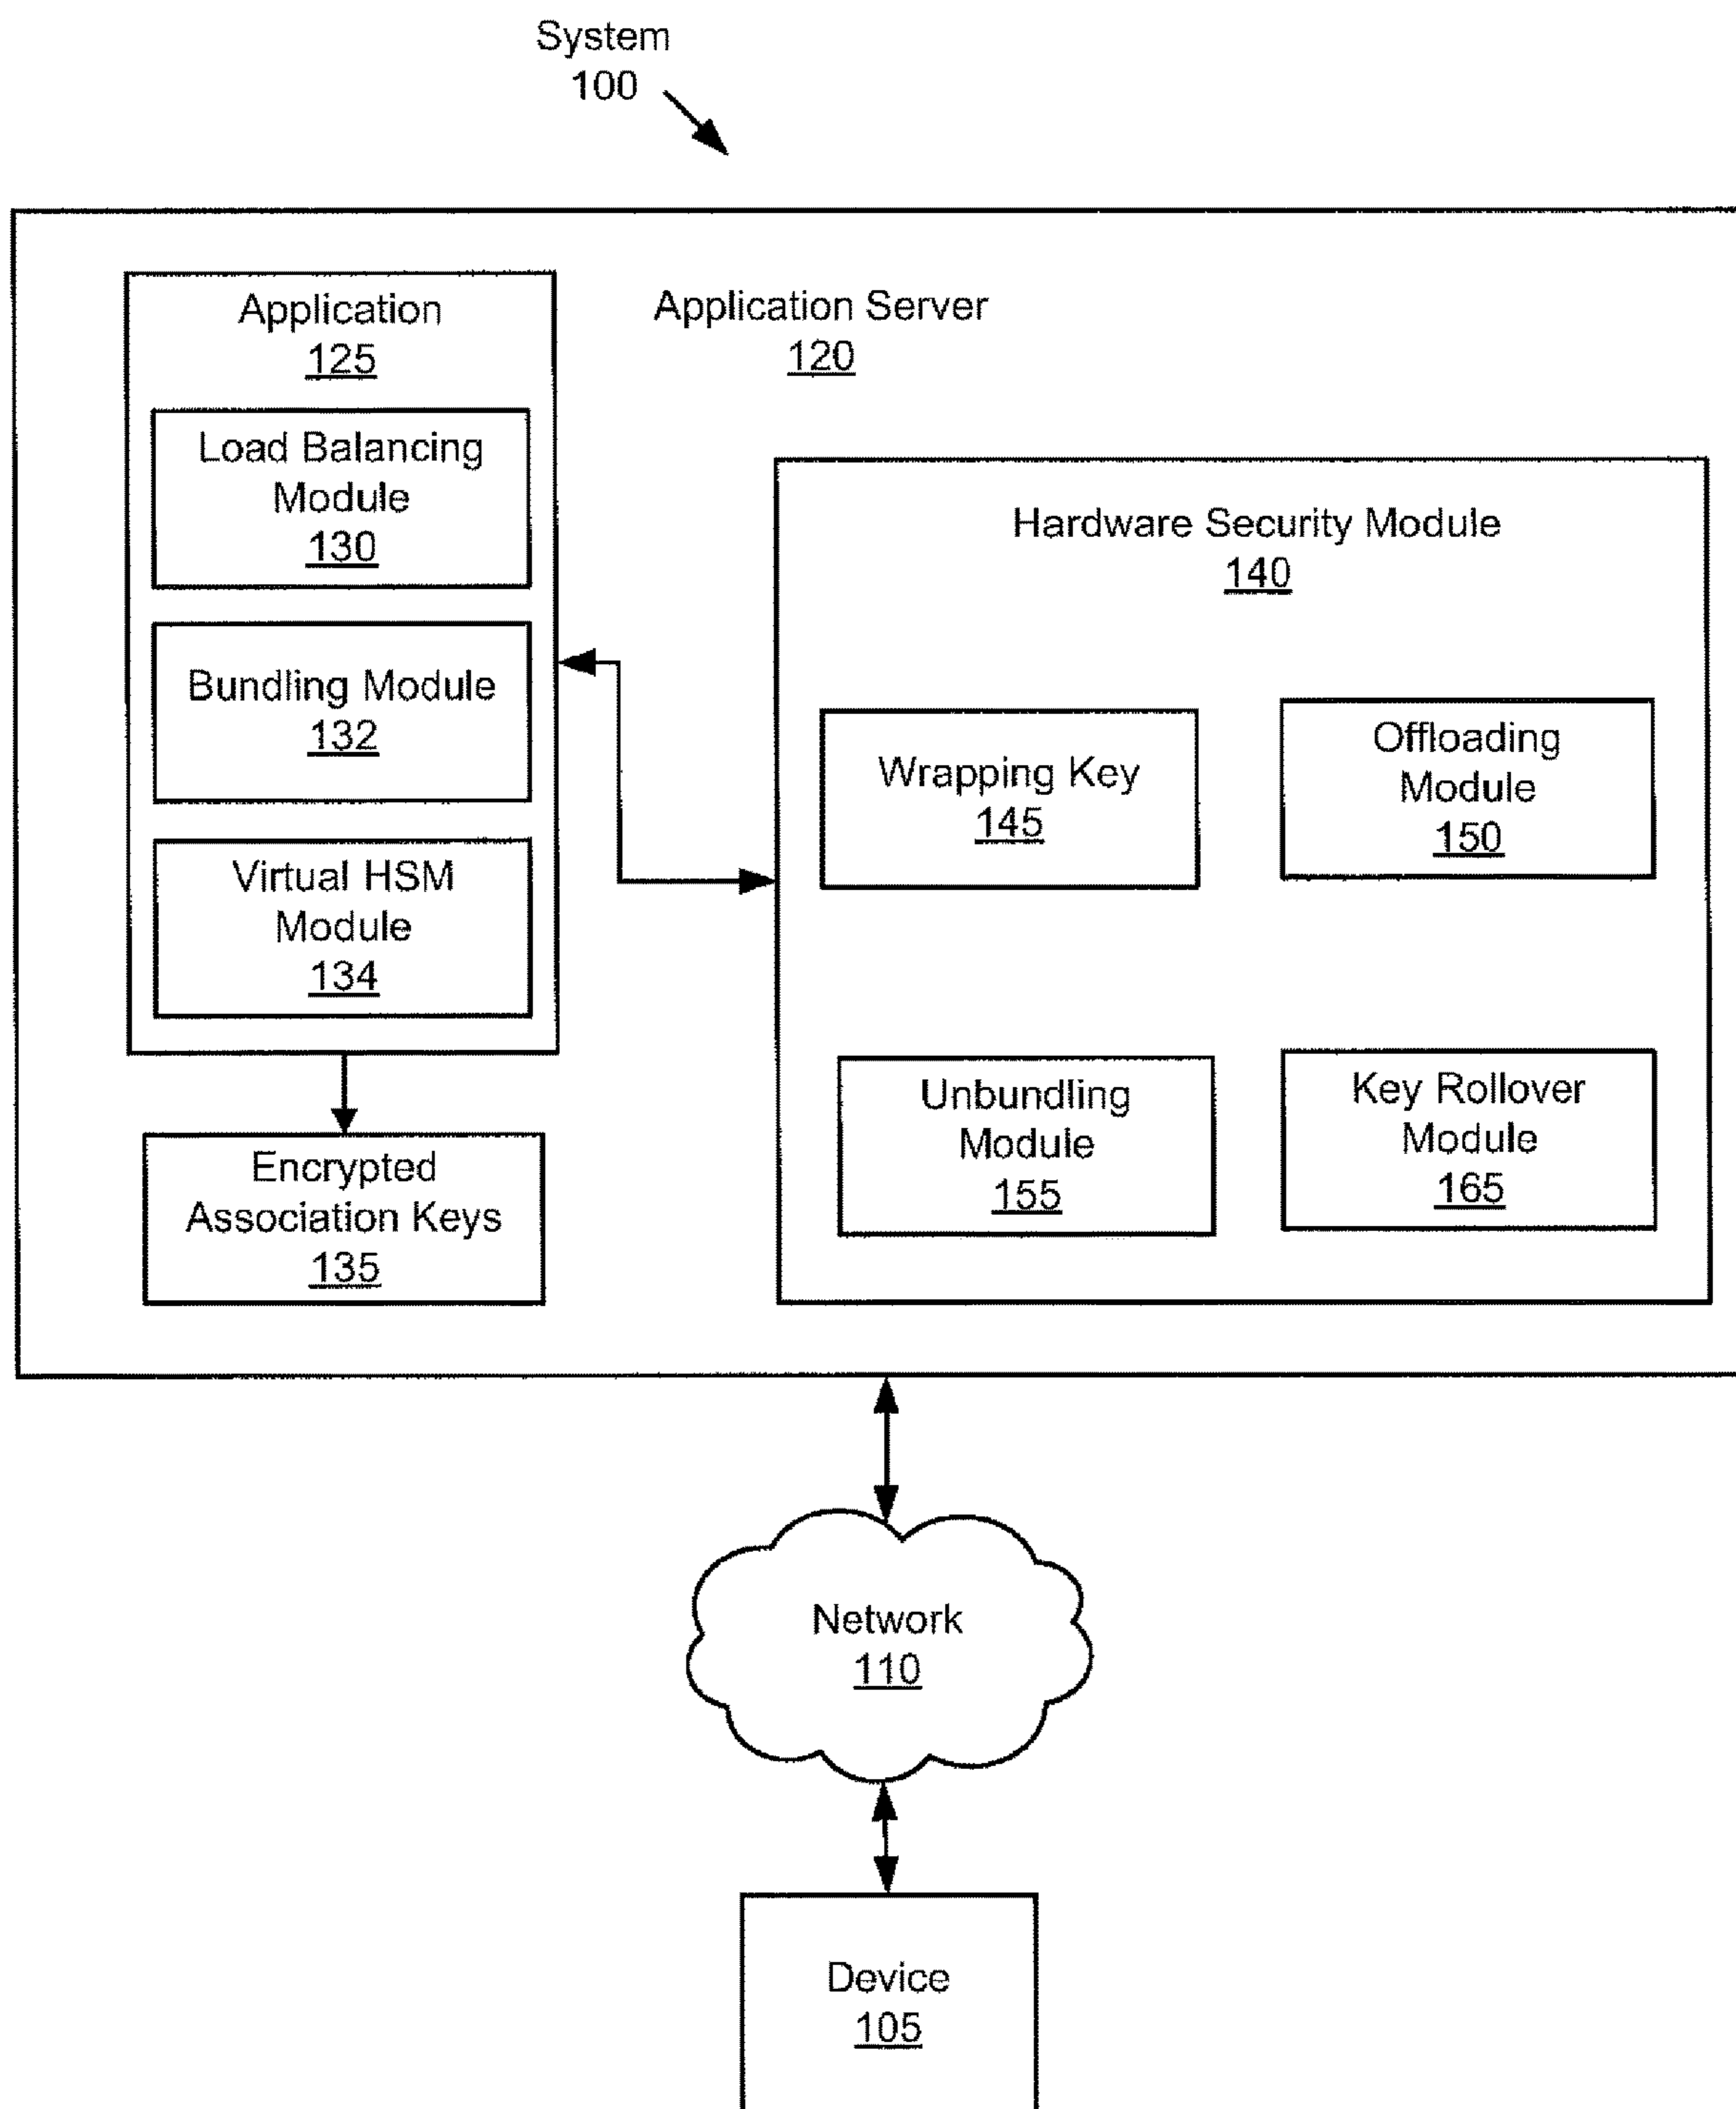 System
100
Application
125
Application Server
120
Load Balancing
Module
130
Bundling Module
132
Virtual HSM
Module
134
Encrypted
Association Keys
135
Hardware Security Module
140
Wrapping Key
145
Offloading
Module
150
Unbundling
Module
155
Key Rollover
Module
165
Network
110
Device
105